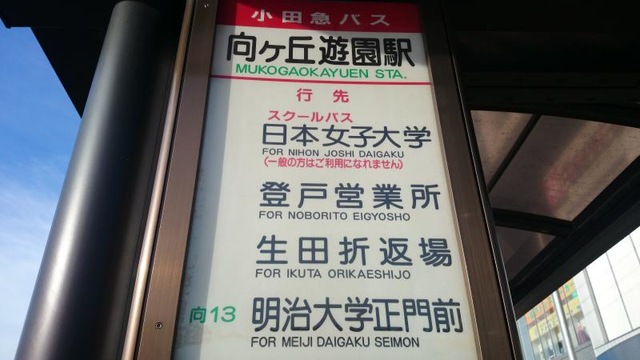 小田急バス
向ヶ丘遊園駅
MUKOGAOKAYUEN STA.
行先
スクールバス
日本女子大学
FOR NIHON JOSHI DAIGAKU
(一般の方はご利用になれません)
登戸営業所
FOR NOBORITO EIGYOSHO
生田折返場
FOR IKUTA ORIKAESHIJO
向13 明治大学正門前
FOR MEIJI DAIGAKU SEIMON